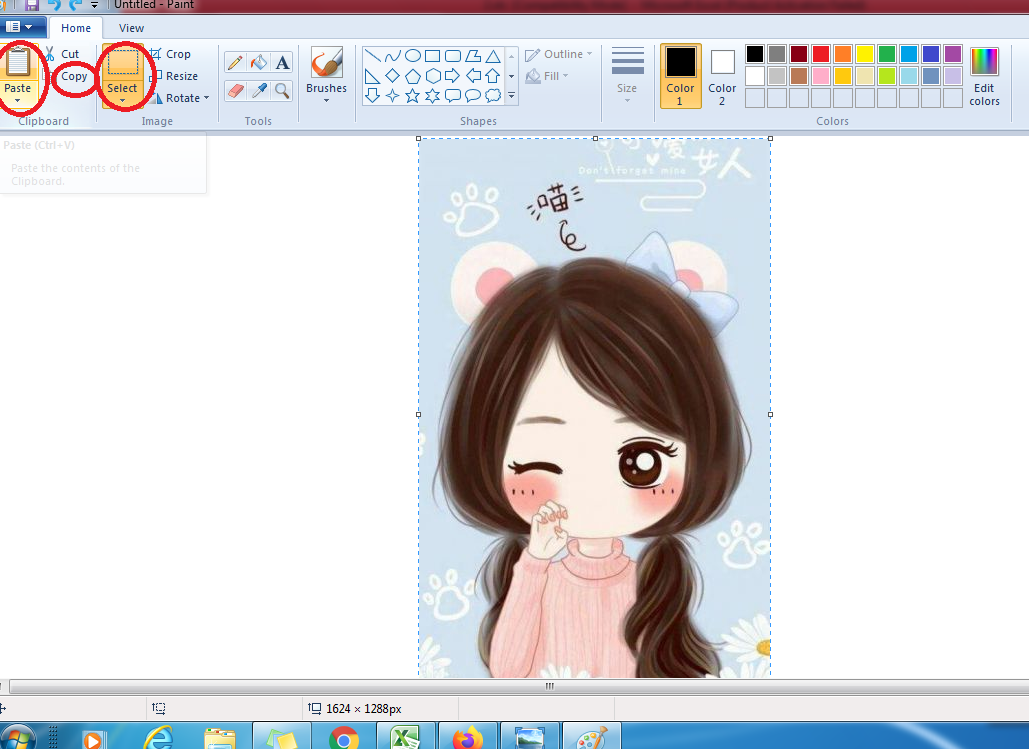 Untitled - Paint
Home
View
Paste
Cut
Copy
Select
Crop
Resize
Rotate
A
Brushes
Outline
Fill
Size
Color
1
Color
2
Edit
colors
Clipboard
Image
Tools
Shapes
Colors
Paste (Ctrl+V)
Paste the contents of the
Clipboard.
爱
女人
Don't forget mine
喵
1624 × 1288px